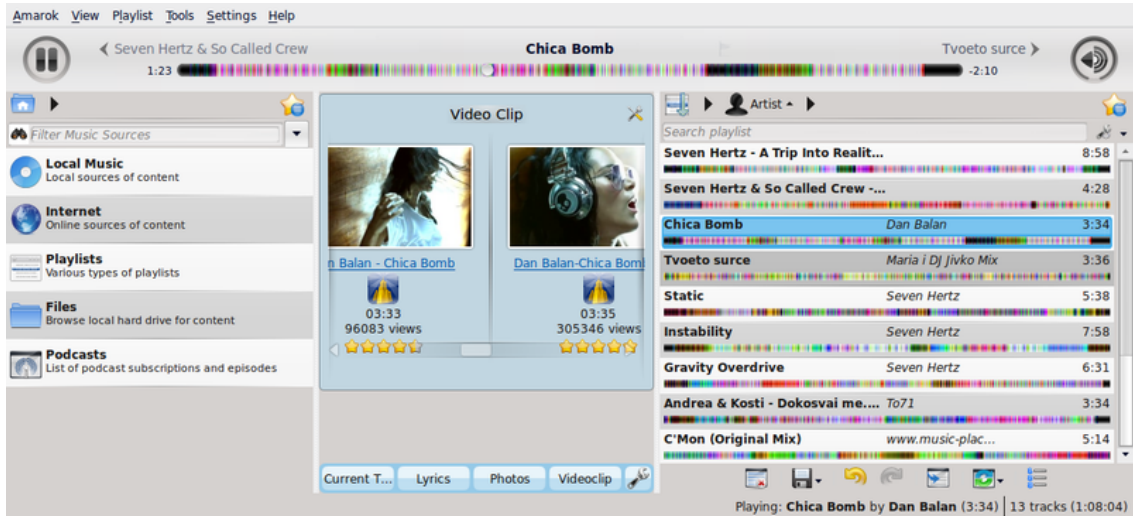 Amarok View Playlist Tools Settings Help
Seven Hertz & So Called Crew Chica Bomb Tvoeto surce
1:23 -2:10
Filter Music Sources
Local Music
Local sources of content
Internet
Online sources of content
Playlists
Various types of playlists
Files
Browse local hard drive for content
Podcasts
List of podcast subscriptions and episodes
Video Clip
n Balan - Chica Bomb Dan Balan-Chica Bom
03:33 03:35
96083 views 305346 views
Current T... Lyrics Photos Videoclip
Artist
Search playlist
Seven Hertz - A Trip Into Realit... 8:58
Seven Hertz & So Called Crew -... 4:28
Chica Bomb Dan Balan 3:34
Tvoeto surce Maria i DJ Jivko Mix 3:36
Static Seven Hertz 5:38
Instability Seven Hertz 7:58
Gravity Overdrive Seven Hertz 6:31
Andrea & Kosti - Dokosvai me.... To71 3:34
C'Mon (Original Mix) www.music-plac... 5:14
Playing: Chica Bomb by Dan Balan (3:34) 13 tracks (1:08:04)